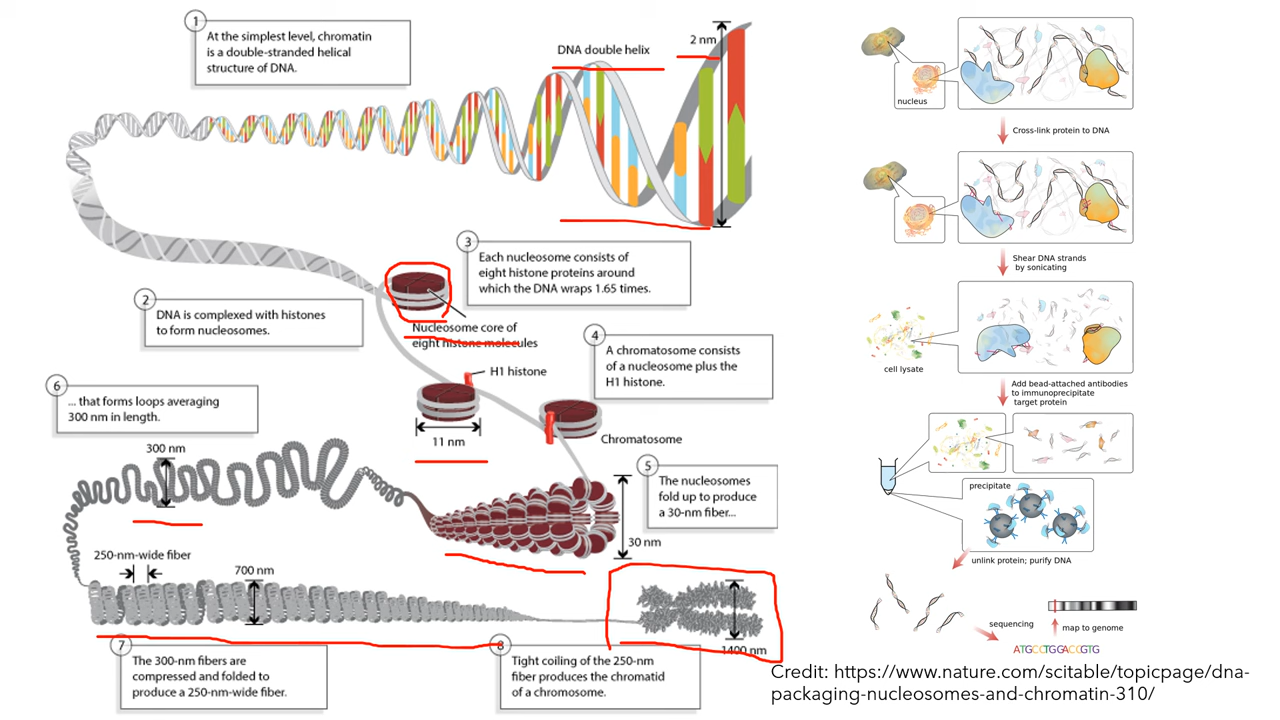 1
At the simplest level, chromatin
is a double-stranded helical
structure of DNA.
DNA double helix
2 nm
2
DNA is complexed with histones
to form nucleosomes.
3
Each nucleosome consists of
eight histone proteins around
which the DNA wraps 1.65 times.
Nucleosome core of
eight histone molecules
4
A chromatosome consists
of a nucleosome plus the
H1 histone.
H1 histone
11 nm
Chromatosome
5
The nucleosomes
fold up to produce
a 30-nm fiber...
30 nm
6
... that forms loops averaging
300 nm in length.
300 nm
250-nm-wide fiber
700 nm
1400 nm
7
The 300-nm fibers are
compressed and folded to
produce a 250-nm-wide fiber.
8
Tight coiling of the 250-nm
fiber produces the chromatid
of a chromosome.
nucleus
Cross-link protein to DNA
Shear DNA strands
by sonicating
cell lysate
Add bead-attached antibodies
to immunoprecipitate
target protein
precipitate
unlink protein; purify DNA
sequencing
map to genome
ATGCCTGGACCGTG
Credit: https://www.nature.com/scitable/topicpage/dna-
packaging-nucleosomes-and-chromatin-310/